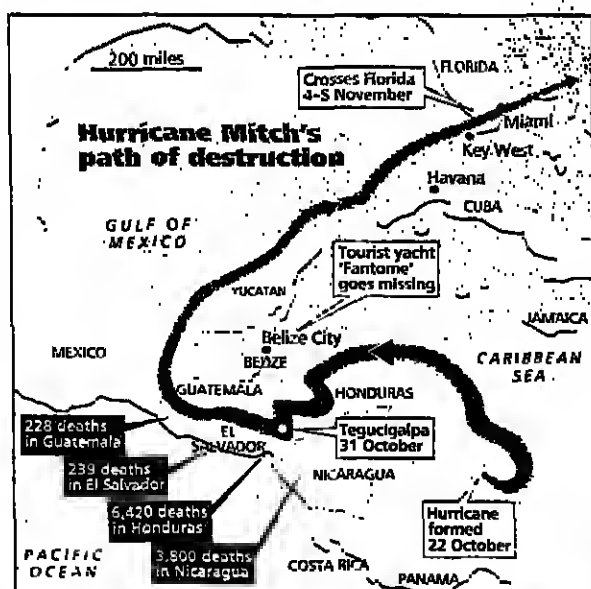 200 miles
FLORIDA
Crosses Florida
4-5 November
Hurricane Mitch's
path of destruction
Miami
Key West
Havana
CUBA
GULF OF
MEXICO
Tourist yacht
'Fantome'
goes missing
YUCATAN
JAMAICA
Belize City
BELIZE
MEXICO
CARIBBEAN
SEA
GUATEMALA
HONDURAS
228 deaths
in Guatemala
EL
SALVADOR
Tegucigalpa
31 October
239 deaths
in El Salvador
NICARAGUA
6,420 deaths
in Honduras
Hurricane
formed
22 October
3,800 deaths
in Nicaragua
PACIFIC
OCEAN
COSTA RICA
PANAMA